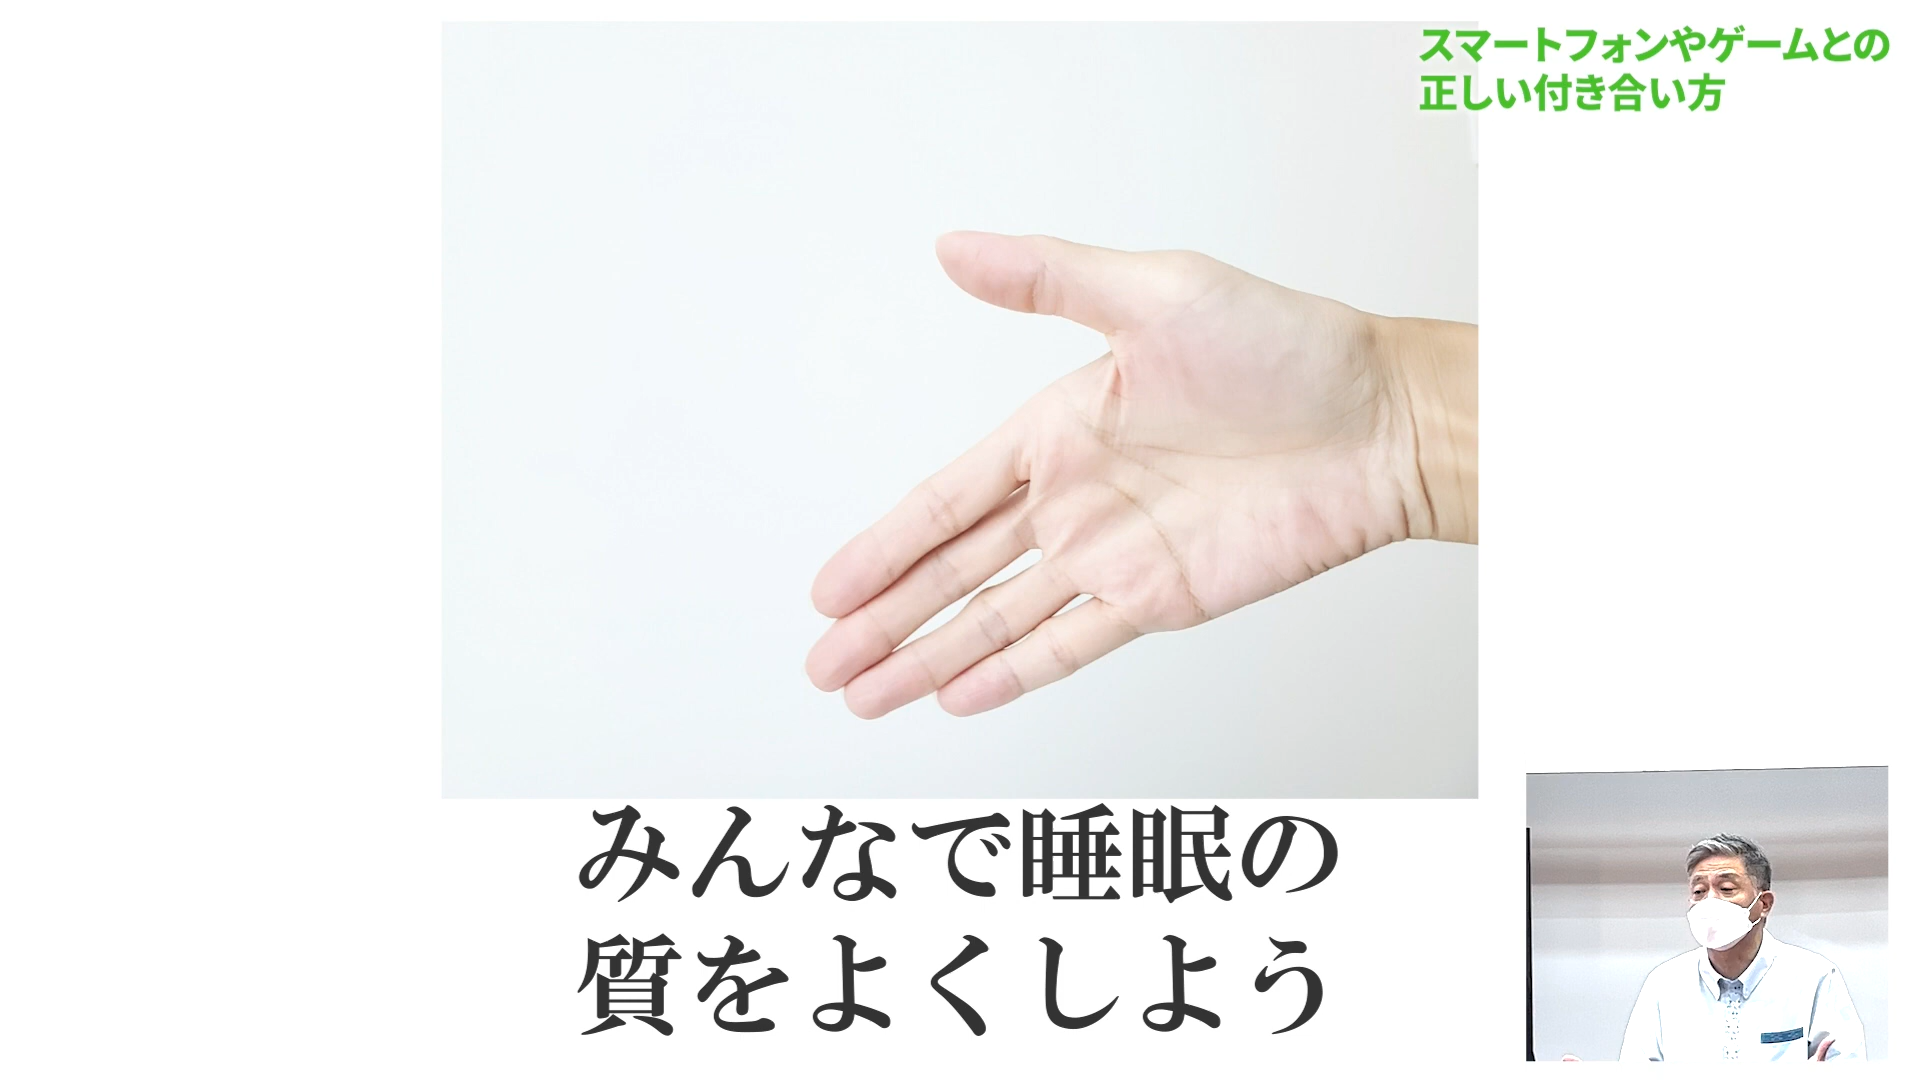 スマートフォンやゲームとの
正しい付き合い方
みんなで睡眠の
質をよくしよう